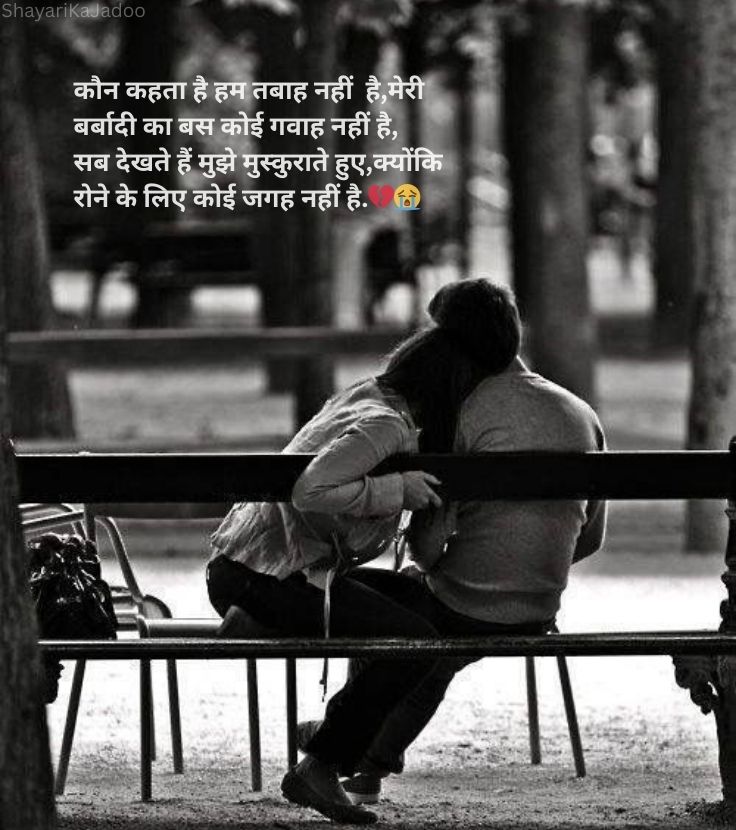 ShayariKaJadoo
कौन कहता है हम तबाह नहीं  है,मेरी
बर्बादी का बस कोई गवाह नहीं है,
सब देखते हैं मुझे मुस्कुराते हुए,क्योंकि
रोने के लिए कोई जगह नहीं है.💔😭